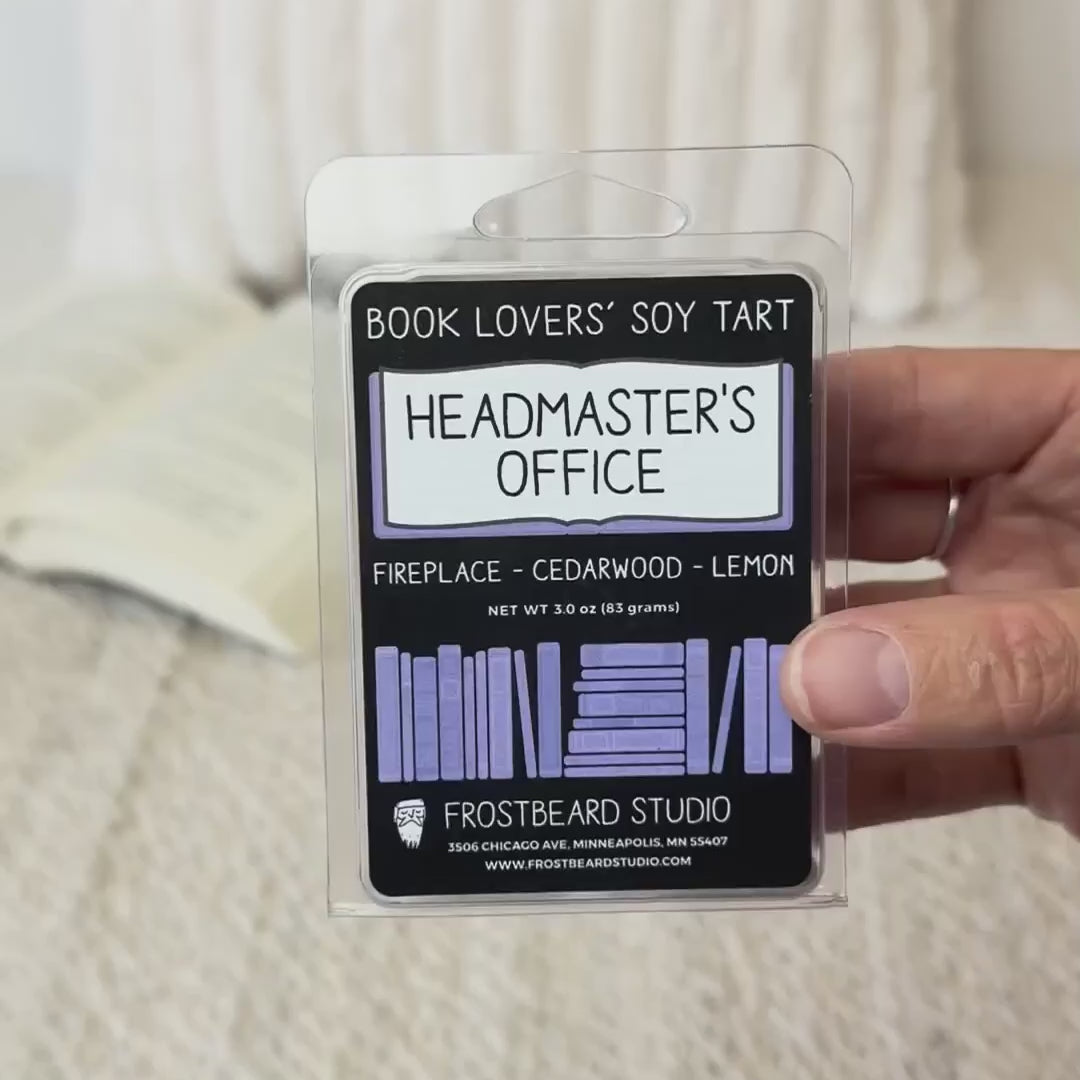 BOOK LOVERS´ SOY TART
HEADMASTER'S
OFFICE
FIREPLACE - CEDARWOOD - LEMON
NET WT 3.0 oz (83 grams)
FROSTBEARD STUDIO
3506 CHICAGO AVE, MINNEAPOLIS, MN 55407
WWW.FROSTBEARDSTUDIO.COM